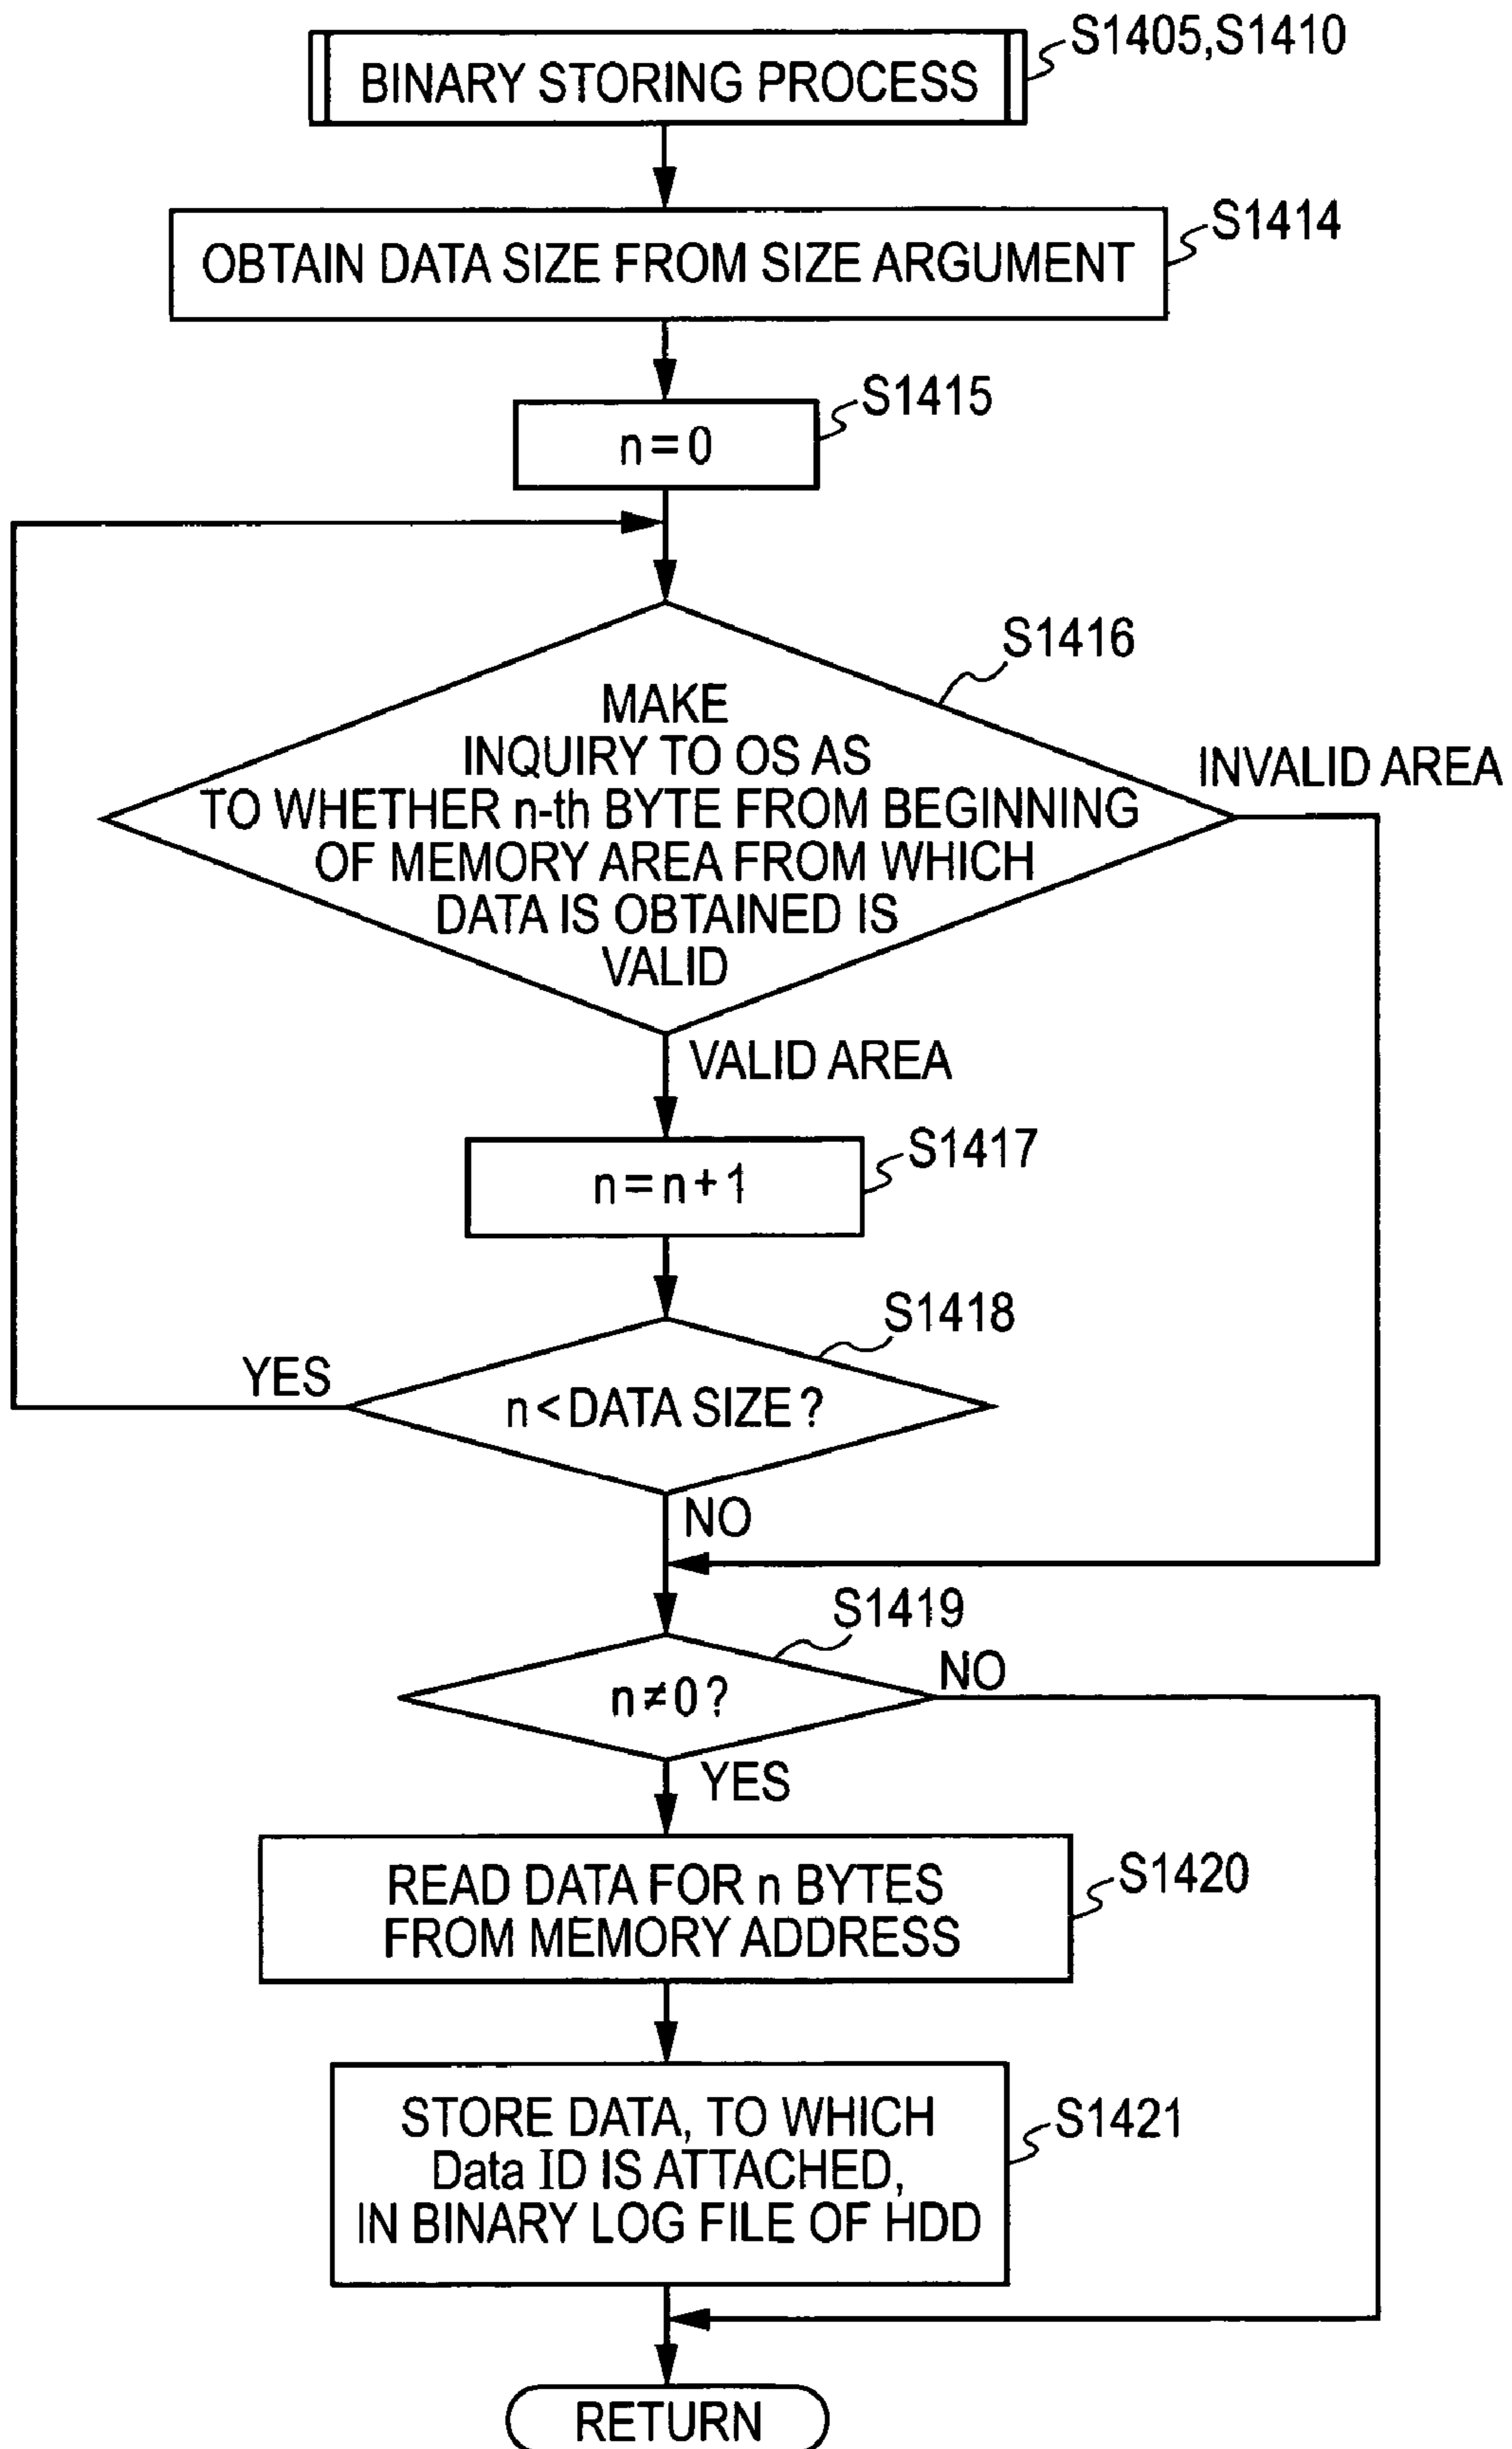 S1405,S1410
BINARY STORING PROCESS
S1414
OBTAIN DATA SIZE FROM SIZE ARGUMENT
S1415
n=0
S1416
MAKE
INQUIRY TO OS AS
TO WHETHER n-th BYTE FROM BEGINNING
OF MEMORY AREA FROM WHICH
DATA IS OBTAINED IS
VALID
INVALID AREA
VALID AREA
S1417
n=n+1
S1418
YES
n<DATA SIZE?
NO
S1419
n≠0?
NO
YES
S1420
READ DATA FOR n BYTES
FROM MEMORY ADDRESS
S1421
STORE DATA, TO WHICH
Data ID IS ATTACHED,
IN BINARY LOG FILE OF HDD
RETURN